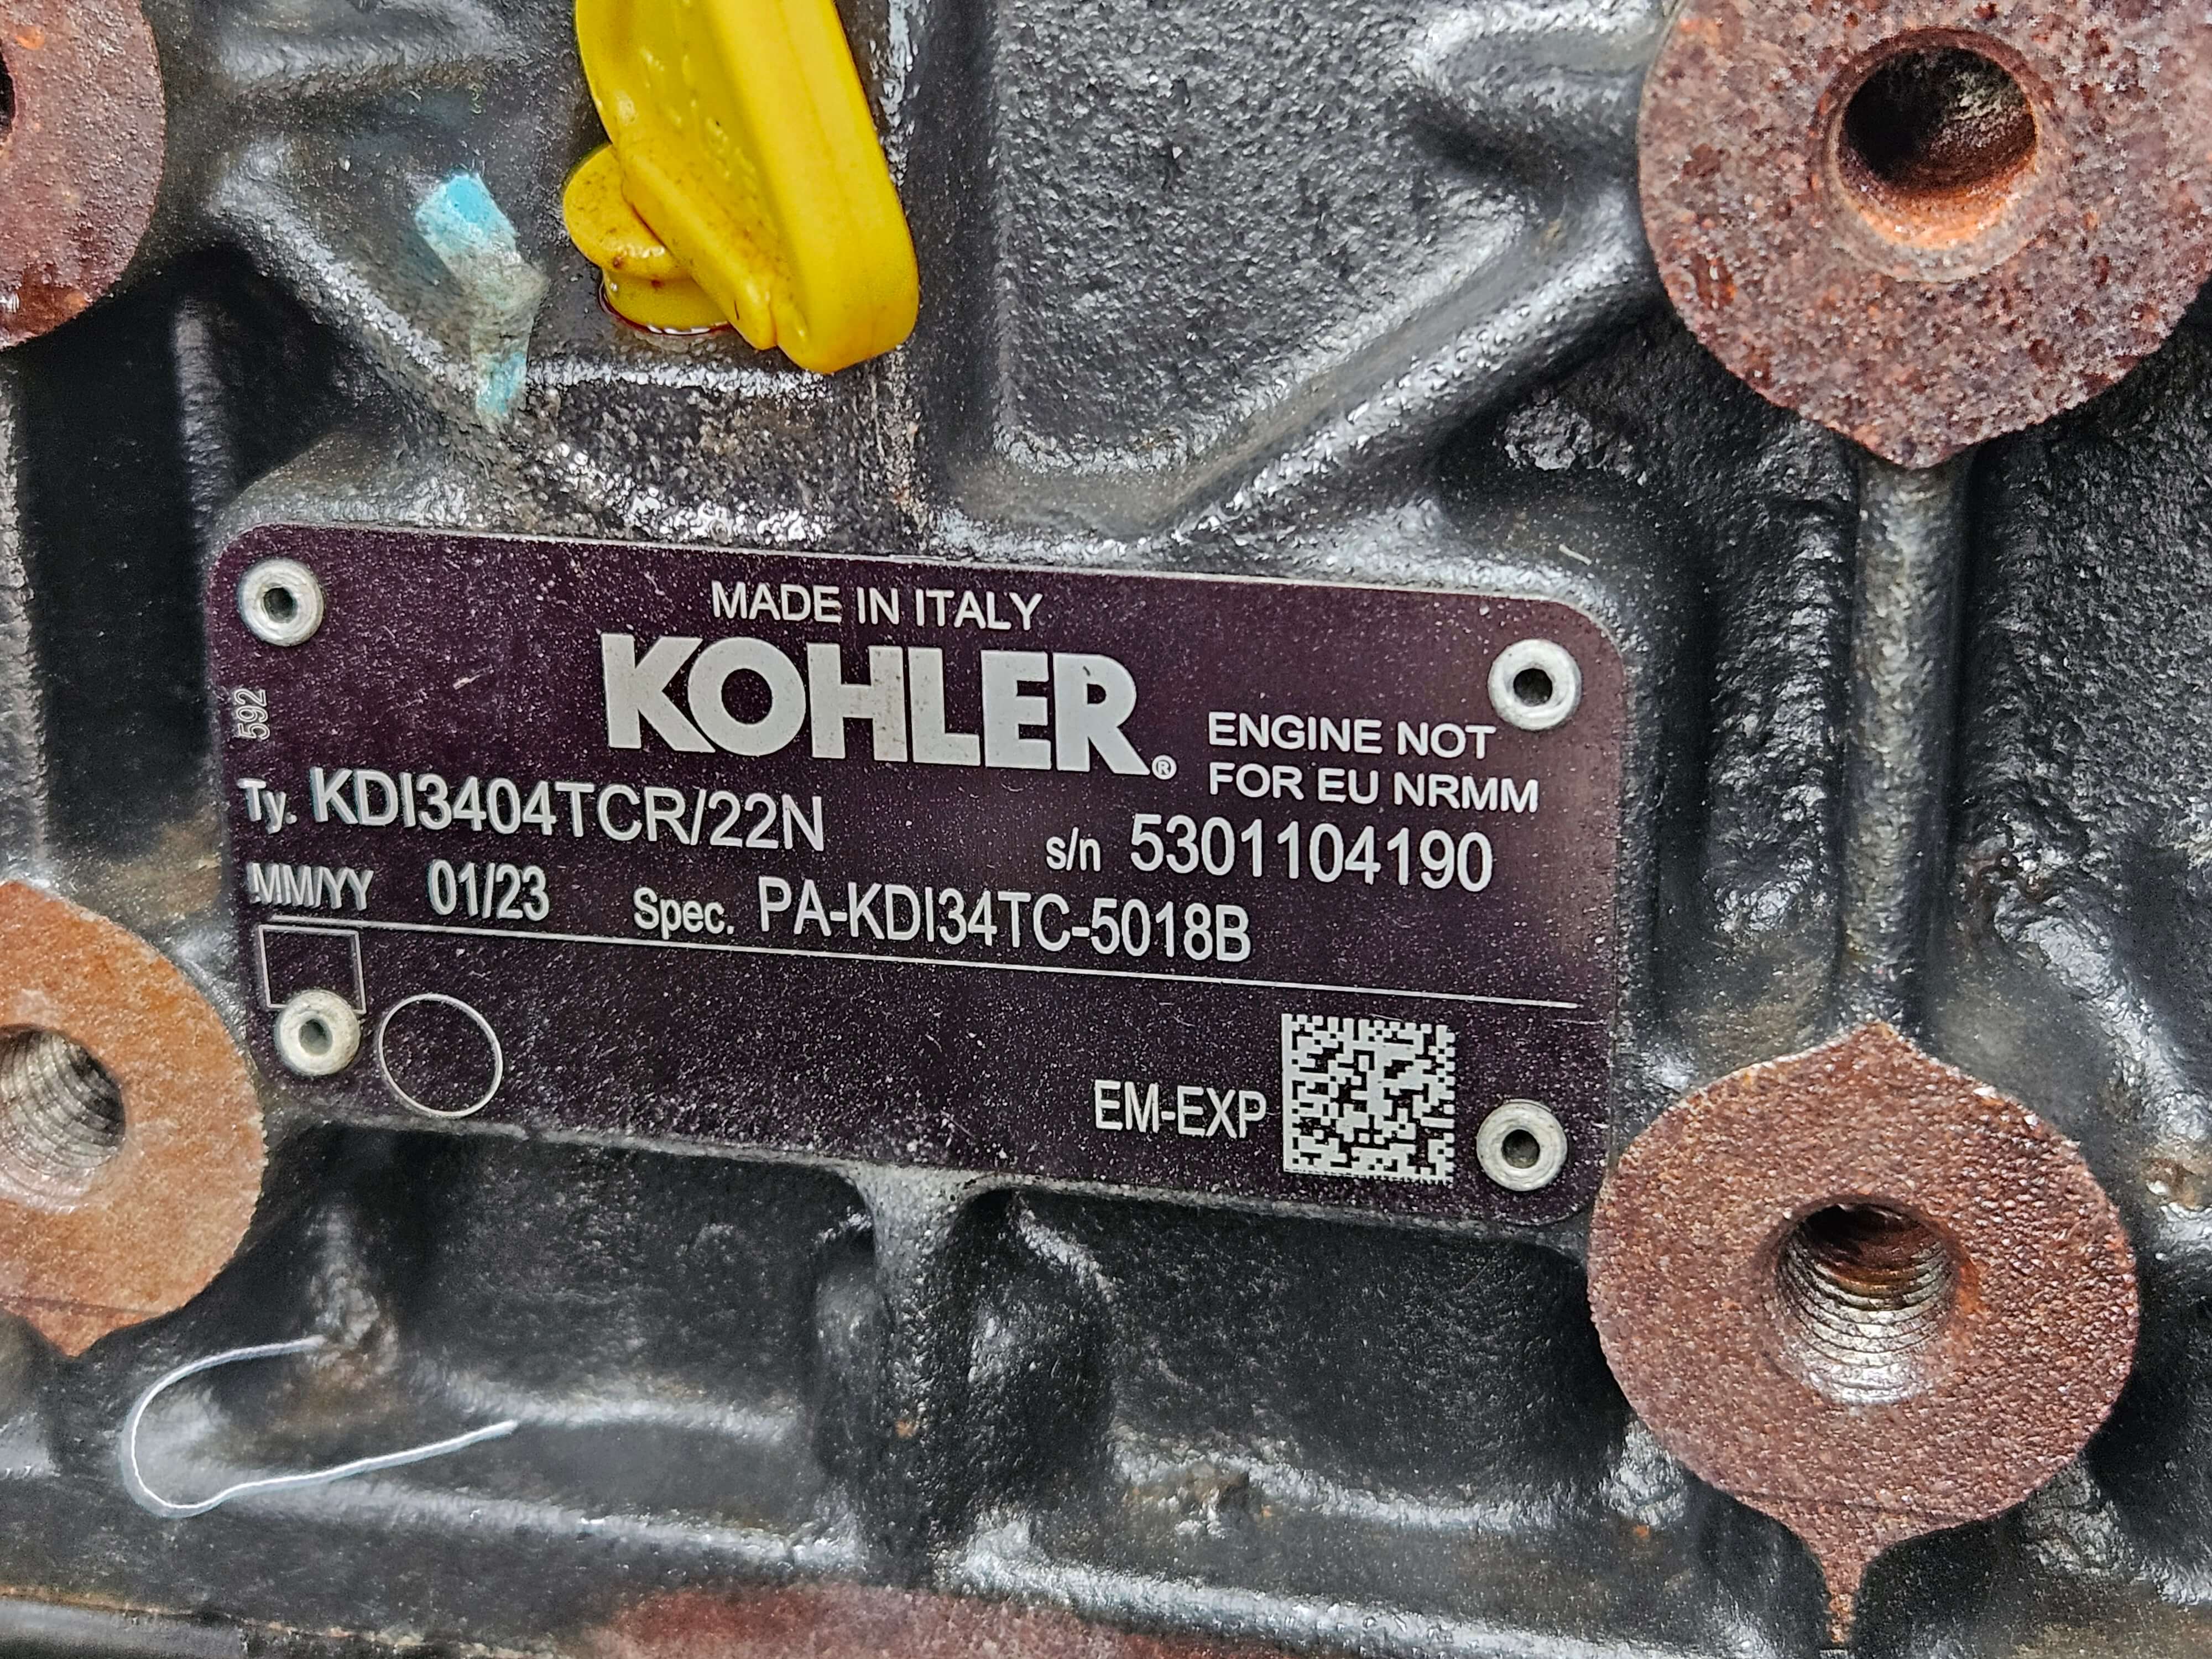 MADE IN ITALY
KOHLER®
ENGINE NOT
FOR EU NRMM
592
Ty. KDI3404TCR/22N
s/n 5301104190
MM/YY 01/23 Spec. PA-KDI34TC-5018B
EM-EXP